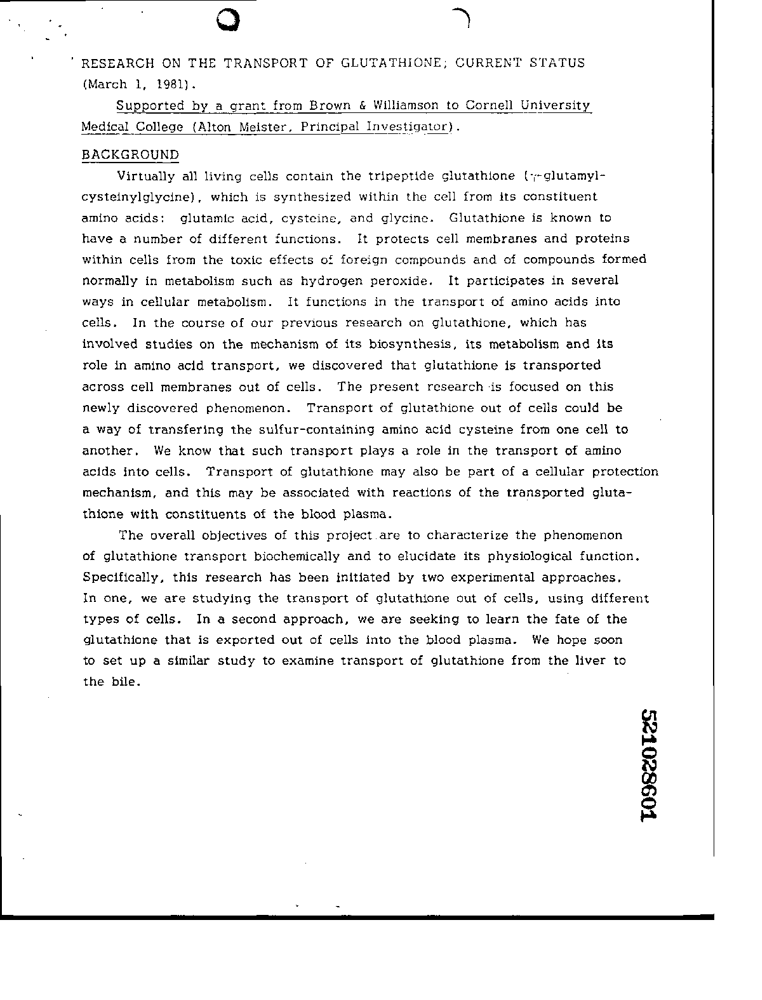 RESEARCH ON THE TRANSPORT OF GLUTATHIONE; CURRENT STATUS
(March 1, 1981).
Supported by a grant from Brown & Williamson to Cornell University
Medical College (Alton Meister, Principal Investigator).
BACKGROUND
Virtually all living cells contain the tripeptide glutathione (γ-glutamyl-
cysteinylglycine), which is synthesized within the cell from its constituent
amino acids: glutamic acid, cysteine, and glycine. Glutathione is known to
have a number of different functions. It protects cell membranes and proteins
within cells from the toxic effects of foreign compounds and of compounds formed
normally in metabolism such as hydrogen peroxide. It participates in several
ways in cellular metabolism. It functions in the transport of amino acids into
cells. In the course of our previous research on glutathione, which has
involved studies on the mechanism of its biosynthesis, its metabolism and its
role in amino acid transport, we discovered that glutathione is transported
across cell membranes out of cells. The present research is focused on this
newly discovered phenomenon. Transport of glutathione out of cells could be
a way of transfering the sulfur-containing amino acid cysteine from one cell to
another. We know that such transport plays a role in the transport of amino
acids into cells. Transport of glutathione may also be part of a cellular protection
mechanism, and this may be associated with reactions of the transported gluta-
thione with constituents of the blood plasma.
The overall objectives of this project are to characterize the phenomenon
of glutathione transport biochemically and to elucidate its physiological function.
Specifically, this research has been initiated by two experimental approaches.
In one, we are studying the transport of glutathione out of cells, using different
types of cells. In a second approach, we are seeking to learn the fate of the
glutathione that is exported out of cells into the blood plasma. We hope soon
to set up a similar study to examine transport of glutathione from the liver to
the bile.
521028601